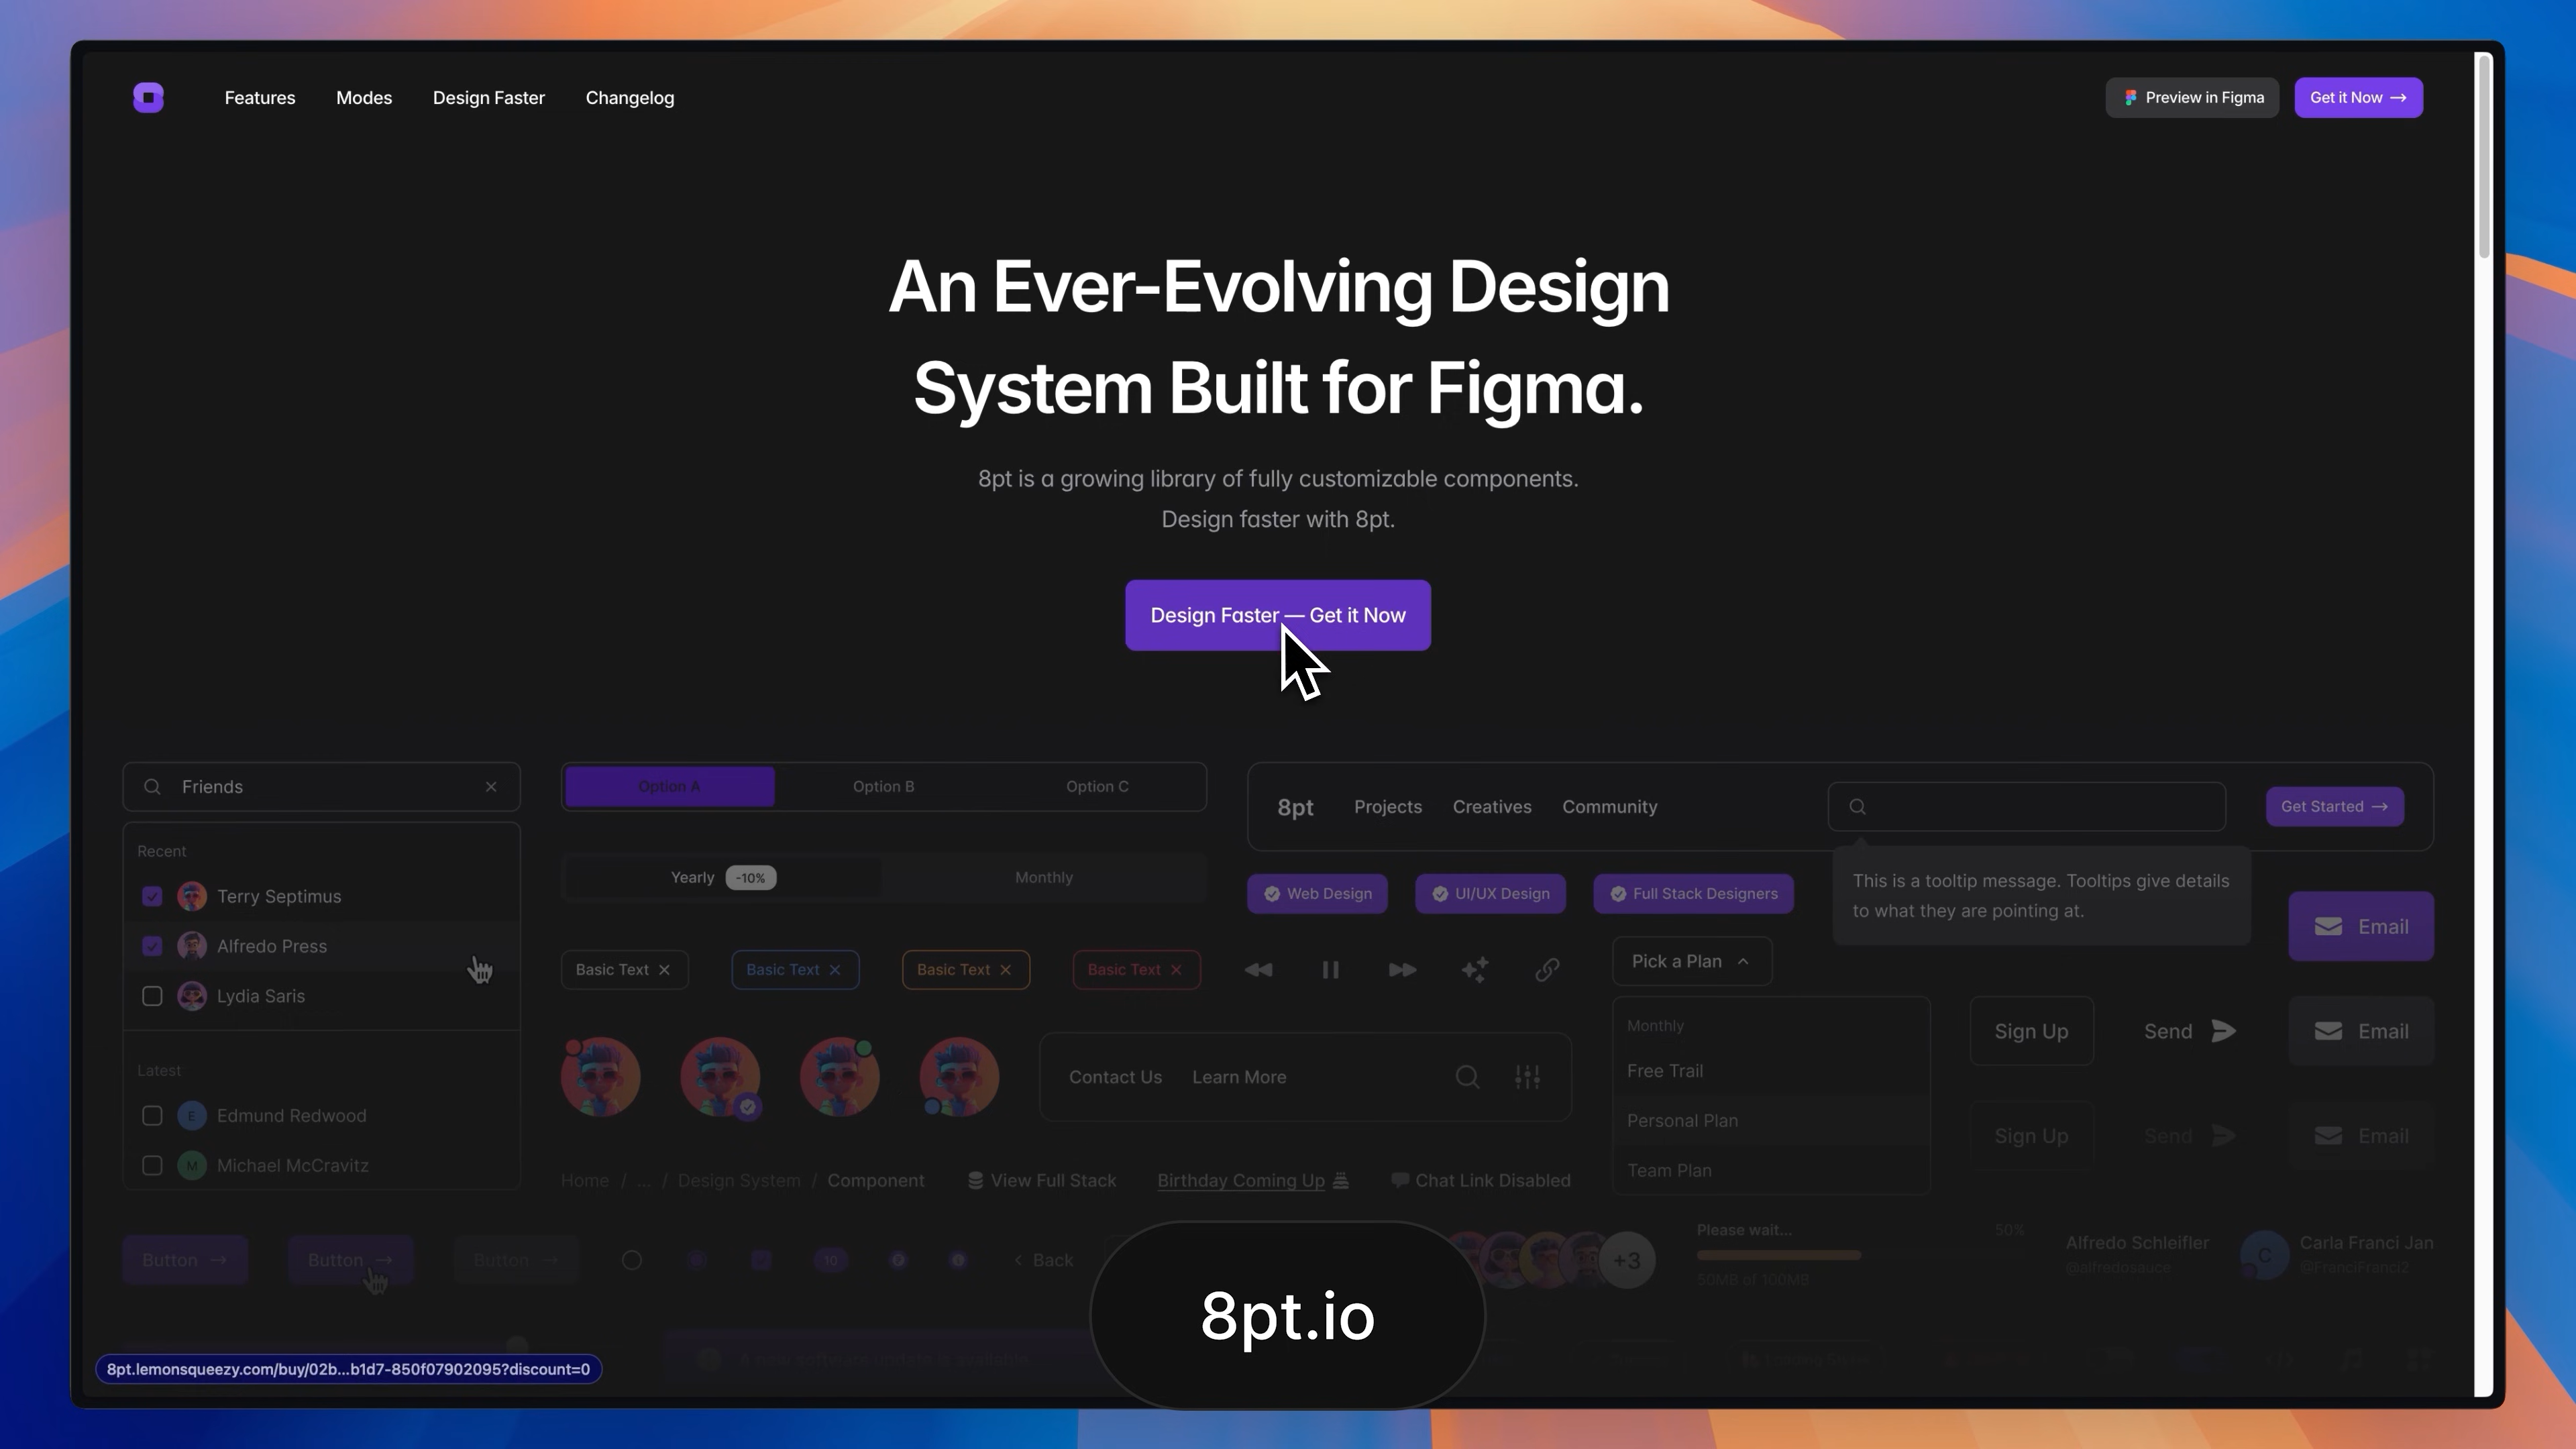 Features
Modes
Design Faster
Changelog
Preview in Figma
Get it Now →
An Ever-Evolving Design
System Built for Figma.
8pt is a growing library of fully customizable components.
Design faster with 8pt.
Design Faster — Get it Now
Friends
Recent
Terry Septimus
Alfredo Press
Lydia Saris
Latest
E Edmund Redwood
M Michael McCravitz
Option A
Option B
Option C
Yearly -10%
Monthly
Basic Text
Basic Text
Basic Text
Basic Text
8pt
Projects
Creatives
Community
Get Started →
This is a tooltip message. Tooltips give details
to what they are pointing at.
Web Design
UI/UX Design
Full Stack Designers
Pick a Plan
Monthly
Free Trail
Personal Plan
Team Plan
Email
Sign Up
Send
Email
Sign Up
Send
Email
Contact Us
Learn More
Home / ... / Design System / Component
View Full Stack
Birthday Coming Up
Chat Link Disabled
Button →
Button →
Button →
10
< Back
+3
Please wait...
50%
50MB of 100MB
Alfredo Schleifler
@alfredosauce
C
Carla Franci Jan
@FranciFranci2
8pt.io
8pt.lemonsqueezy.com/buy/02b...b1d7-850f07902095?discount=0